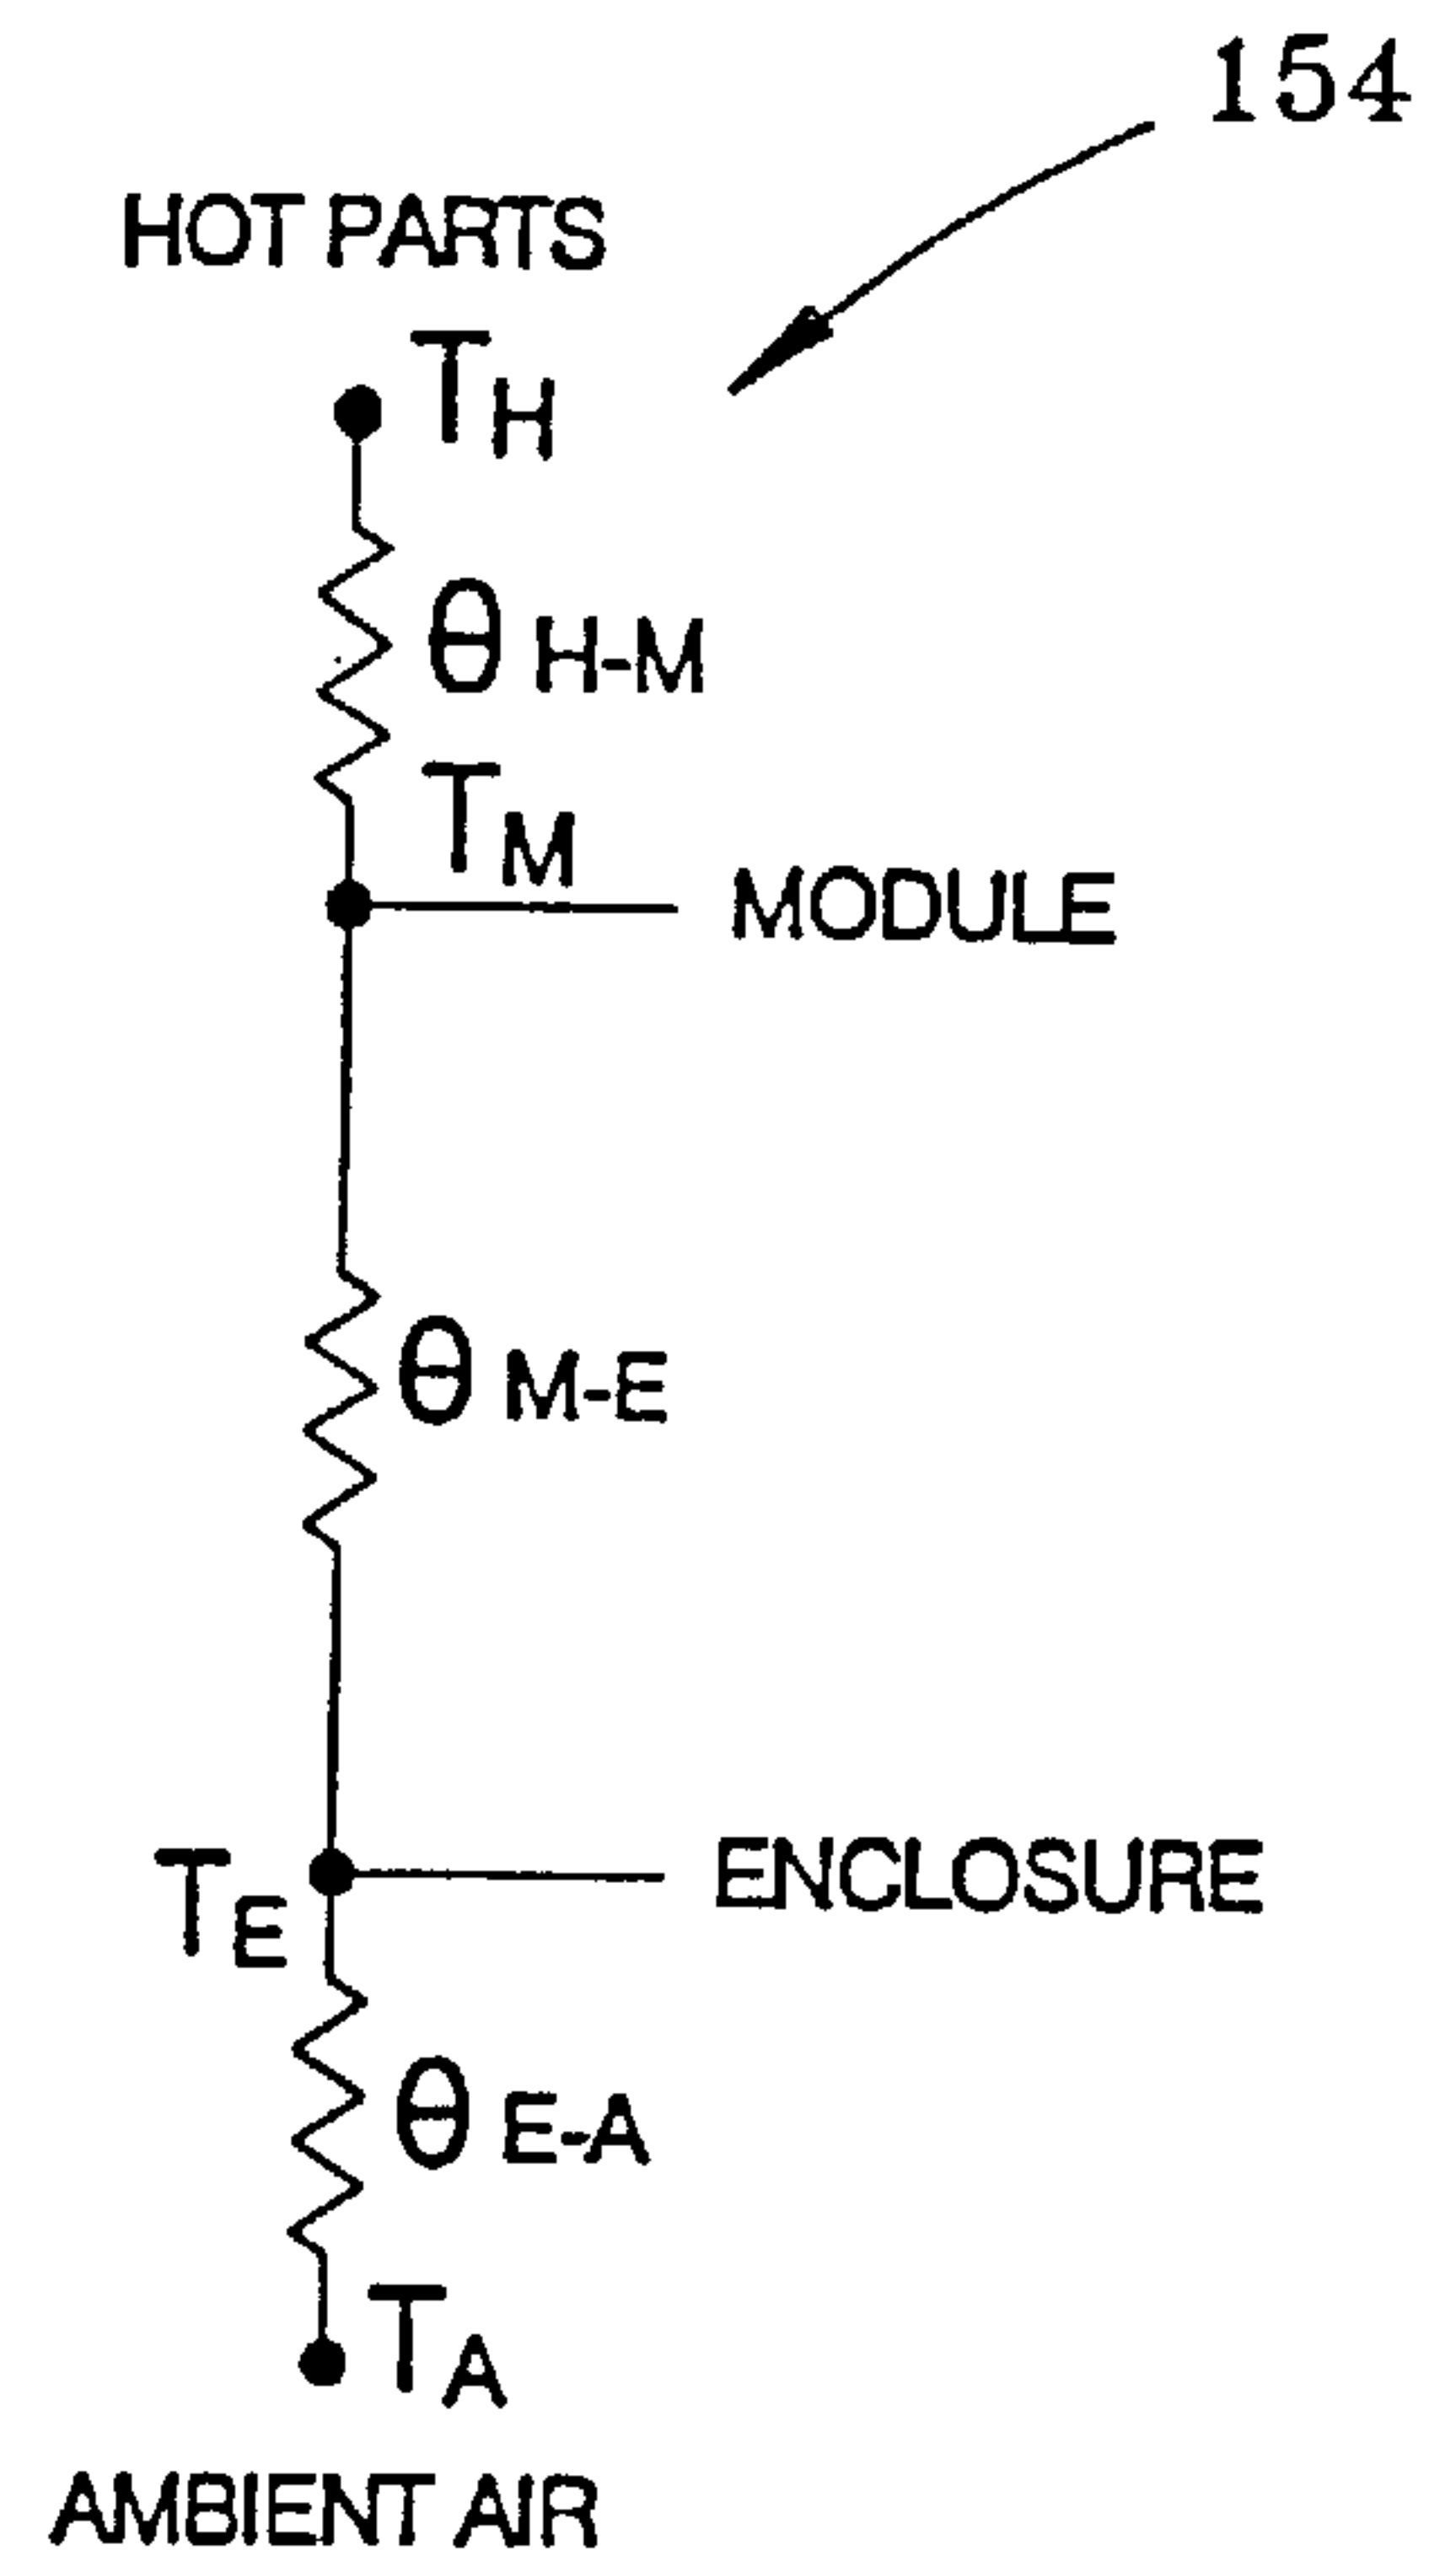 154
HOT PARTS
TH
θ H-M
TM
MODULE
θ M-E
TE
ENCLOSURE
θ E-A
TA
AMBIENT AIR